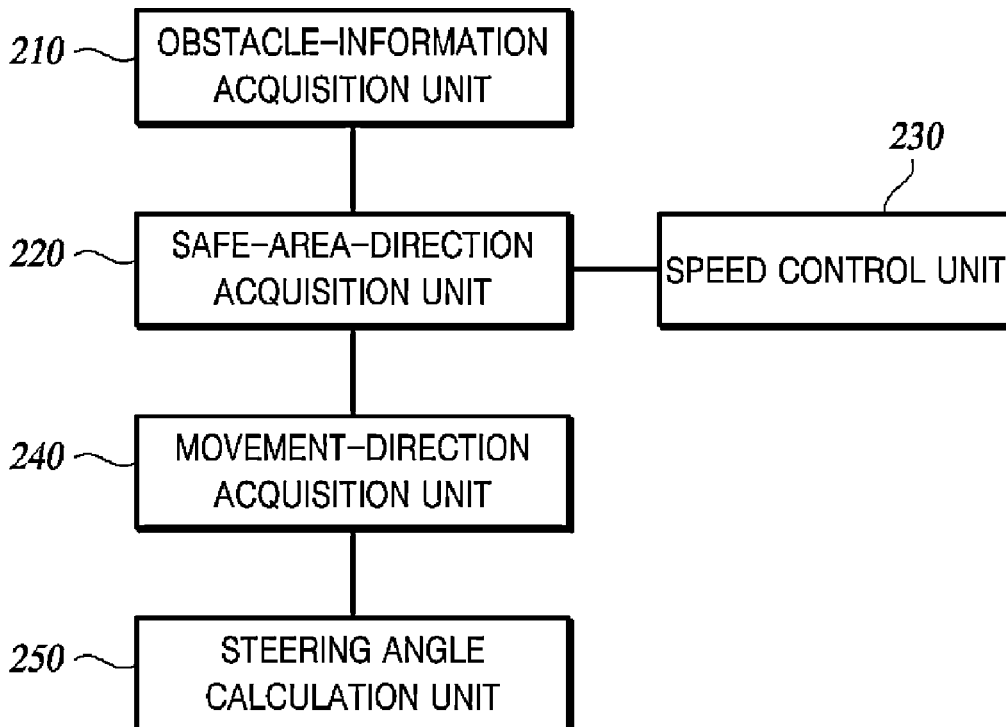 210
OBSTACLE-INFORMATION
ACQUISITION UNIT
230
220
SAFE-AREA-DIRECTION
ACQUISITION UNIT
SPEED CONTROL UNIT
240
MOVEMENT-DIRECTION
ACQUISITION UNIT
250
STEERING ANGLE
CALCULATION UNIT